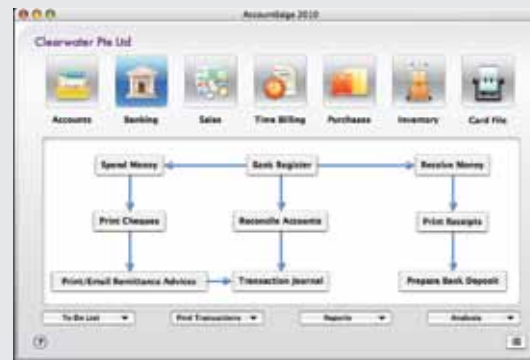 AccountEdge 2010
Clearwater Pte Ltd
Accounts Banking Sales Time Billing Purchases Inventory Card File
Spend Money Bank Register Receive Money
Print Cheques Reconcile Accounts Print Receipts
Print/Email Remittance Advices Transaction Journal Prepare Bank Deposit
To Do List Find Transactions Reports Analysis
?